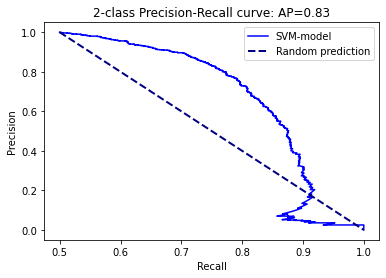 2-class Precision-Recall curve: AP=0.83
SVM-model
Random prediction
Precision
1.0
0.8
0.6
0.4
0.2
0.0
0.5 0.6 0.7 0.8 0.9 1.0
Recall